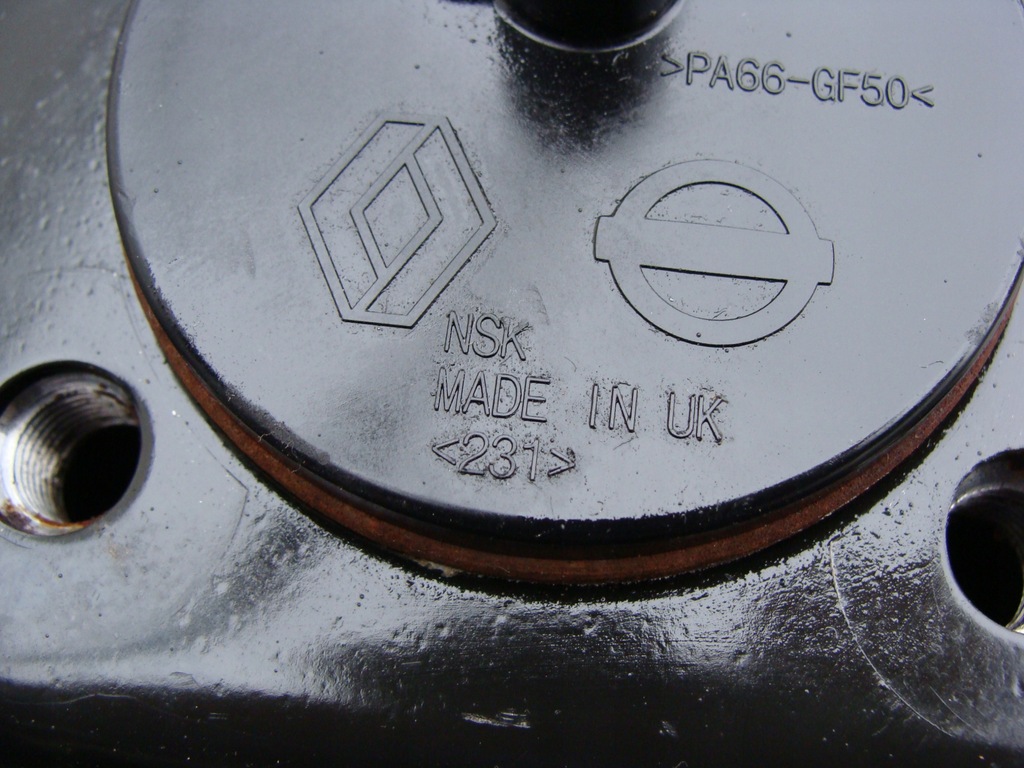 >PA66-GF50<
NSK
MADE IN UK
<231>